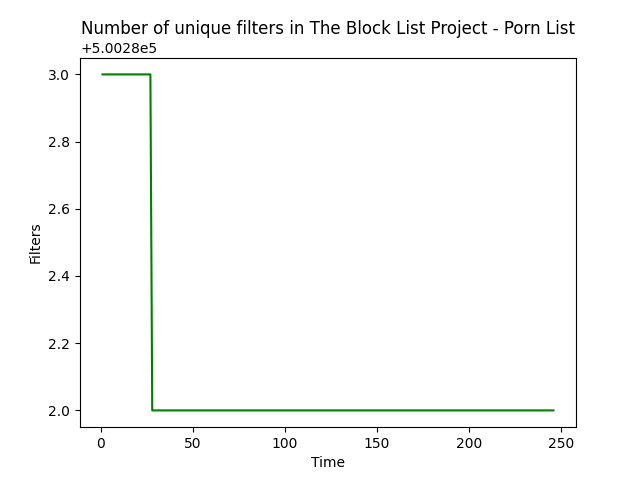 Number of unique filters in The Block List Project - Porn List
+5.0028e5
3.0
2.8
2.6
2.4
2.2
2.0
Filters
0 50 100 150 200 250
Time